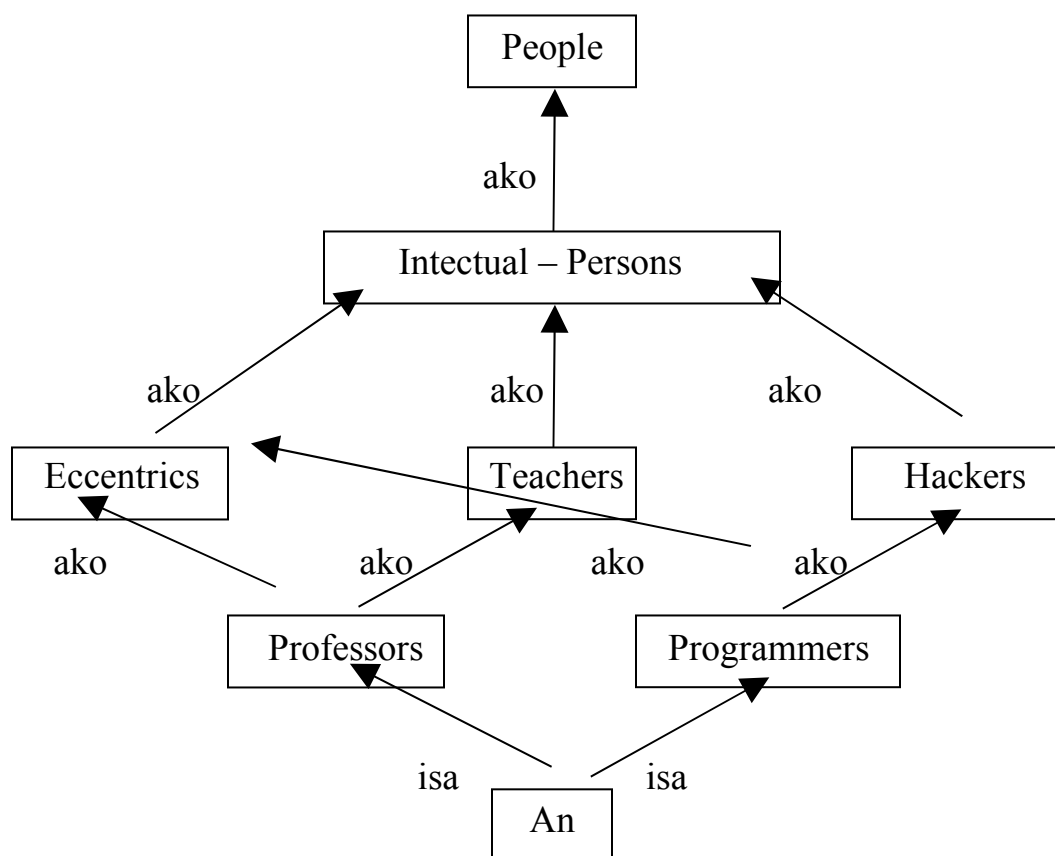 People
ako
Intectual – Persons
ako
ako
ako
Eccentrics
Teachers
Hackers
ako
ako
ako
ako
Professors
Programmers
isa
isa
An